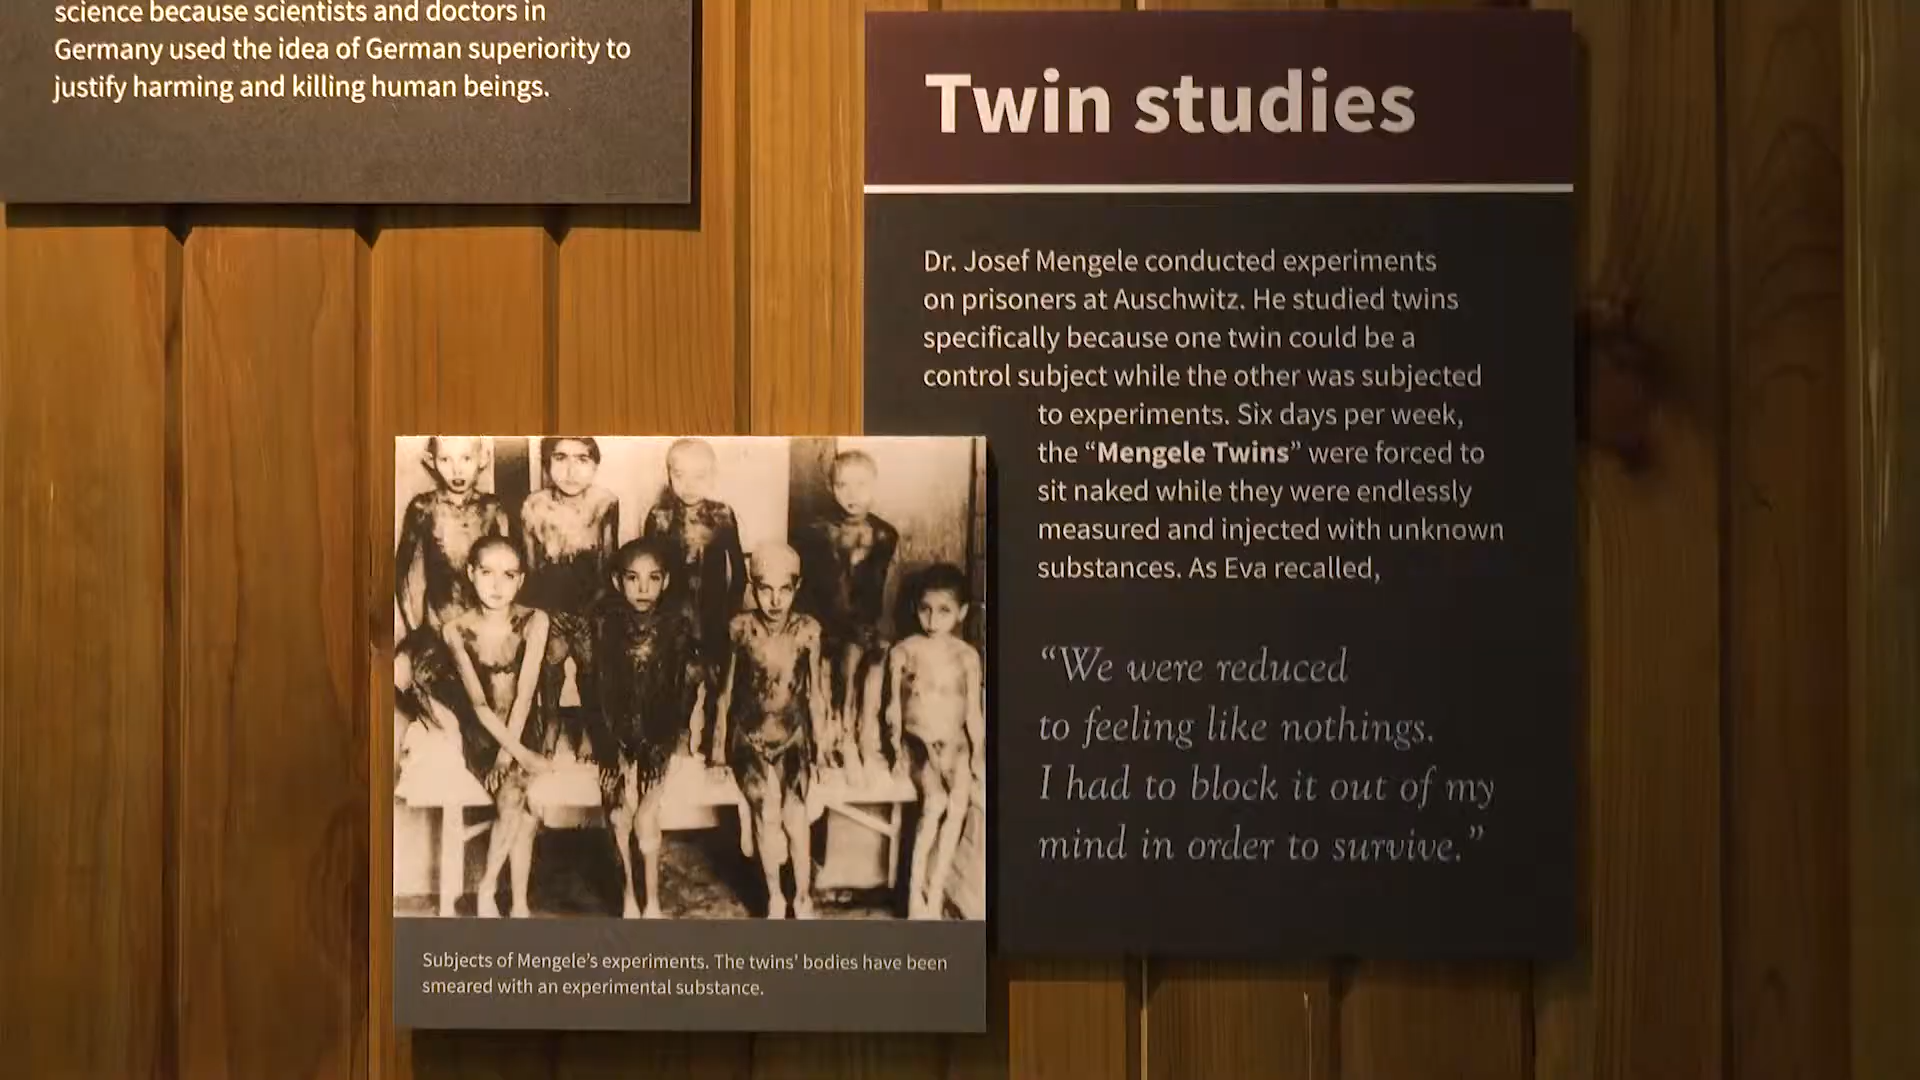 science because scientists and doctors in
Germany used the idea of German superiority to
justify harming and killing human beings.
Twin studies
Dr. Josef Mengele conducted experiments
on prisoners at Auschwitz. He studied twins
specifically because one twin could be a
control subject while the other was subjected
to experiments. Six days per week,
the “Mengele Twins” were forced to
sit naked while they were endlessly
measured and injected with unknown
substances. As Eva recalled,
“We were reduced
to feeling like nothings.
I had to block it out of my
mind in order to survive.”
Subjects of Mengele’s experiments. The twins’ bodies have been
smeared with an experimental substance.